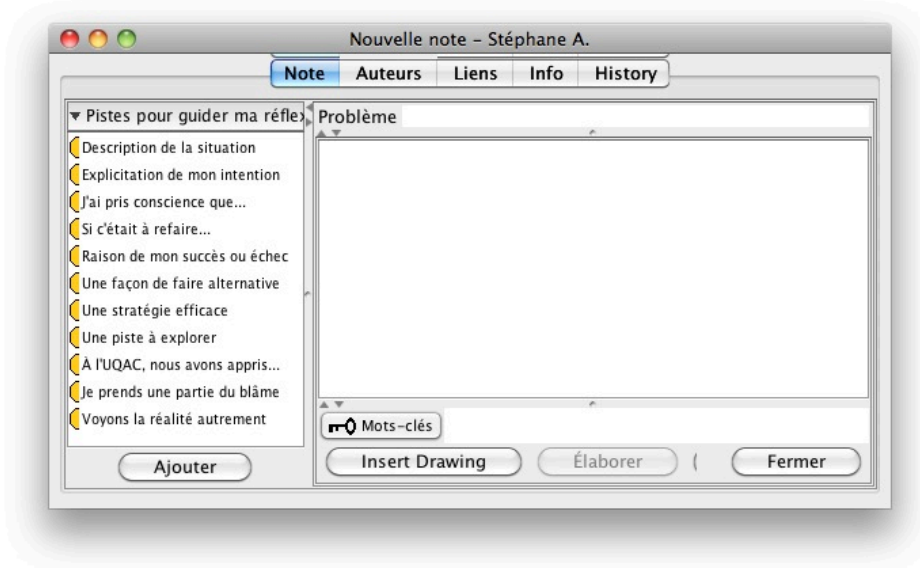 Nouvelle note – Stéphane A.
Note Auteurs Liens Info History
Pistes pour guider ma réflex
Description de la situation
Explicitation de mon intention
J'ai pris conscience que...
Si c'était à refaire...
Raison de mon succès ou échec
Une façon de faire alternative
Une stratégie efficace
Une piste à explorer
À l'UQAC, nous avons appris...
Je prends une partie du blâme
Voyons la réalité autrement
Ajouter
Problème
Mots-clés
Insert Drawing Élaborer ( Fermer